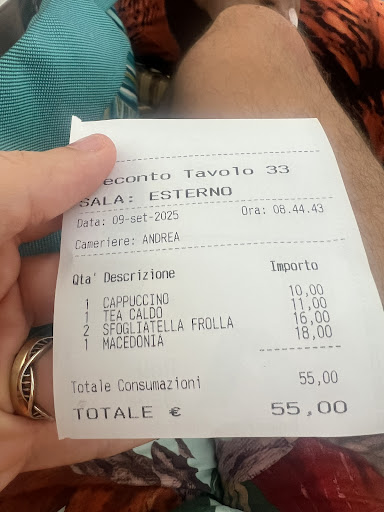 econto Tavolo 33
SALA: ESTERNO
Data: 09-set-2025 Ora: 08.44.43
Cameriere: ANDREA
Qta' Descrizione Importo
1 CAPPUCCINO 10,00
1 TEA CALDO 11,00
2 SFOGLIATELLA FROLLA 16,00
1 MACEDONIA 18,00
Totale Consumazioni 55,00
TOTALE € 55,00